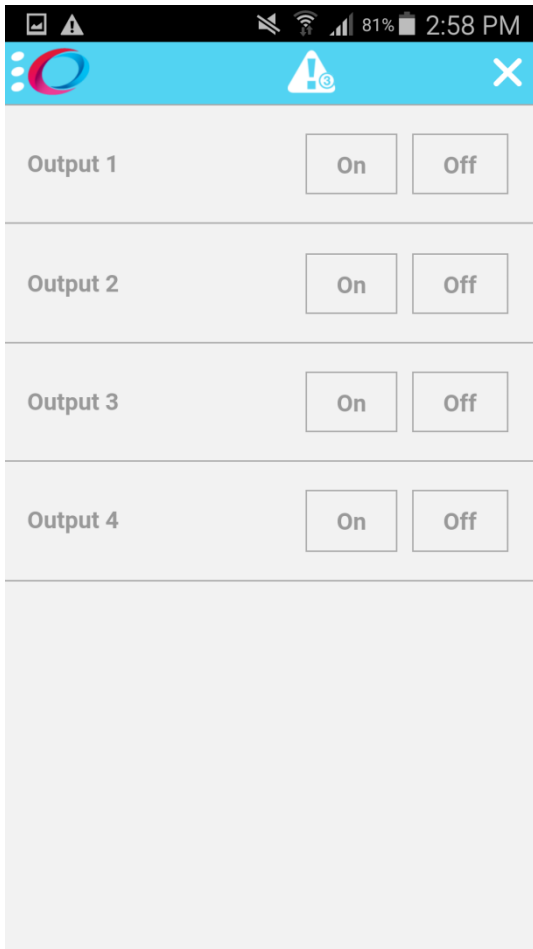 81% 2:58 PM
3
Output 1 On Off
Output 2 On Off
Output 3 On Off
Output 4 On Off